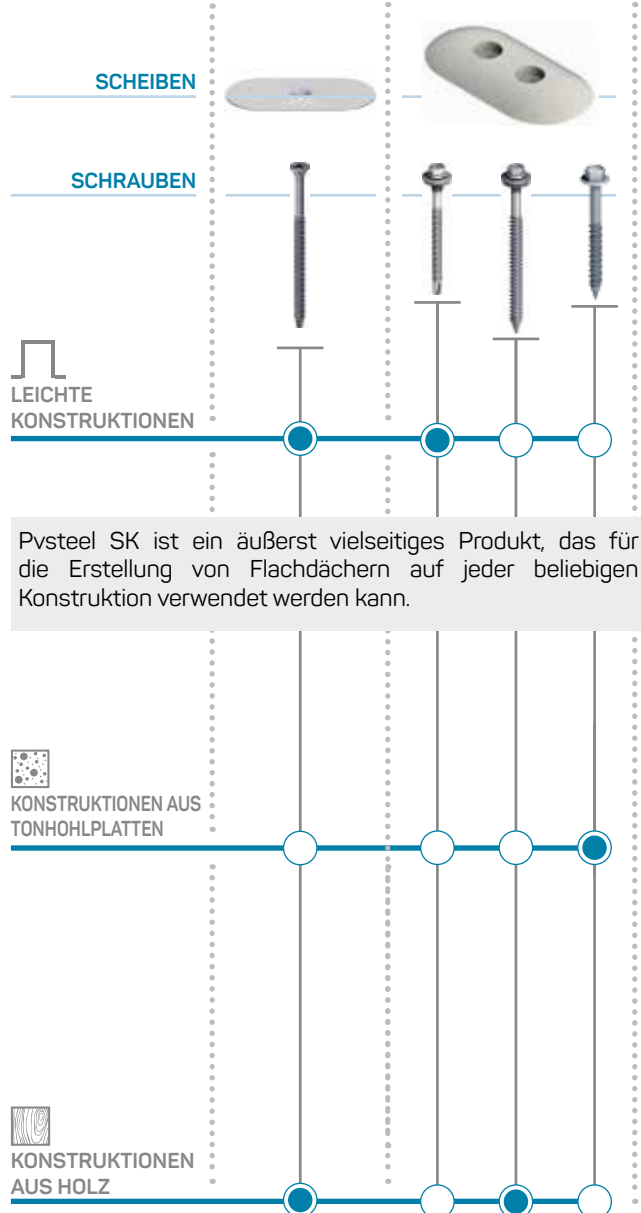 SCHEIBEN
SCHRAUBEN
LEICHTE
KONSTRUKTIONEN
Pvsteel SK ist ein äußerst vielseitiges Produkt, das für
die Erstellung von Flachdächern auf jeder beliebigen
Konstruktion verwendet werden kann.
KONSTRUKTIONEN AUS
TONHOHLPLATTEN
KONSTRUKTIONEN
AUS HOLZ